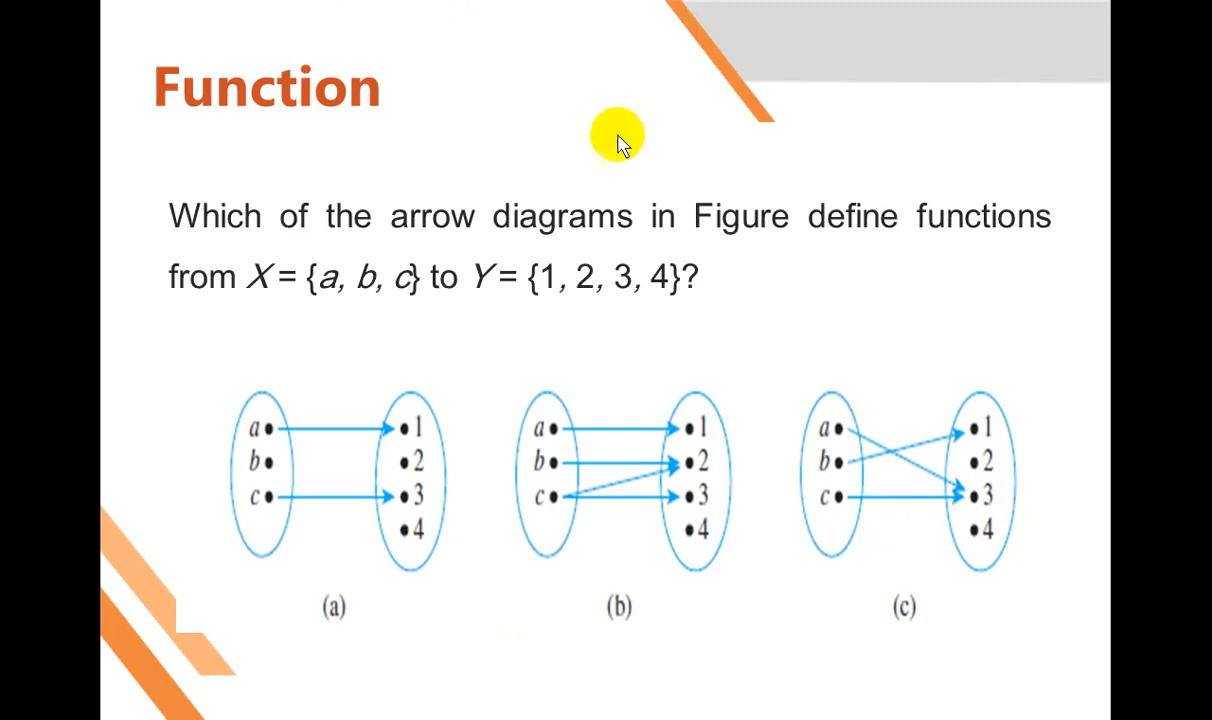 Function
Which of the arrow diagrams in Figure define functions
from X = {a, b, c} to Y = {1, 2, 3, 4}?
a 1 a 1 a 1
b 2 b 2 b 2
c 3 c 3 c 3
4 4 4
(a) (b) (c)